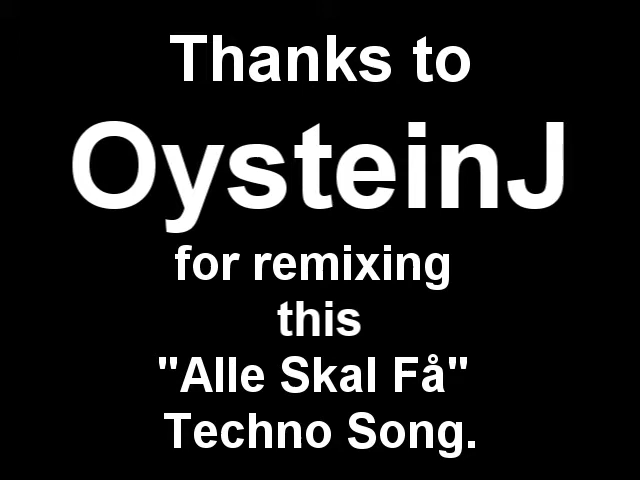 Thanks to
OysteinJ
for remixing
this
"Alle Skal Få"
Techno Song.